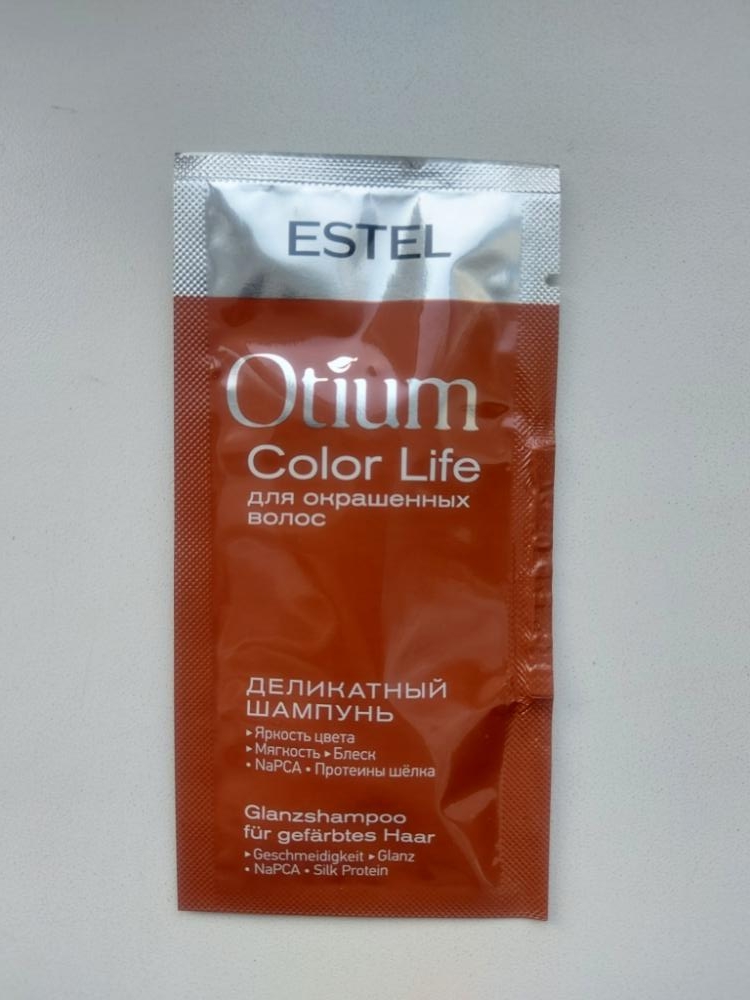 ESTEL
Otium
Color Life
для окрашенных
волос
ДЕЛИКАТНЫЙ
ШАМПУНЬ
▸ Яркость цвета
▸ Мягкость ▸ Блеск
• NaPCA • Протеины шёлка
Glanzshampoo
für gefärbtes Haar
▸ Geschmeidigkeit ▸ Glanz
• NaPCA • Silk Protein